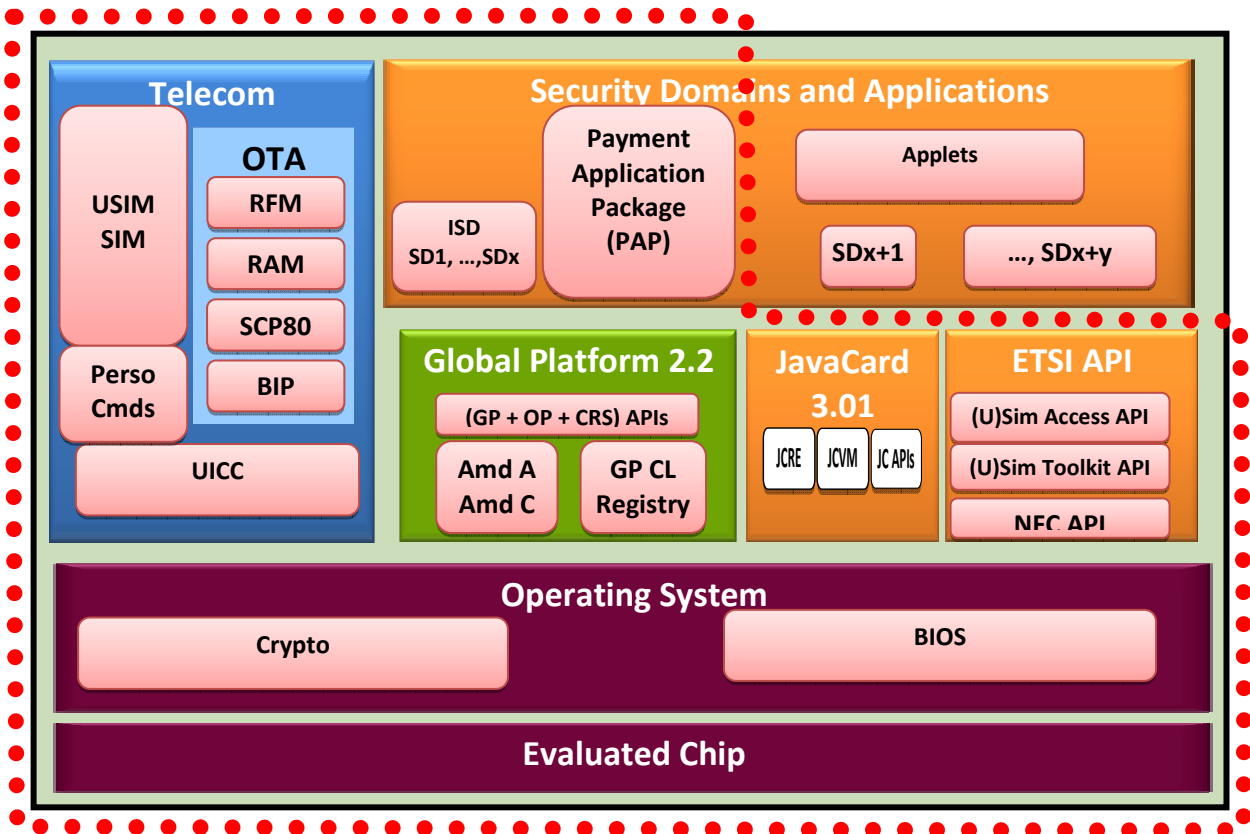 Telecom
USIM
SIM
OTA
RFM
RAM
SCP80
BIP
Perso
Cmds
UICC
Security Domains and Applications
ISD
SD1, ...,SDx
Payment
Application
Package
(PAP)
Applets
SDx+1
..., SDx+y
Global Platform 2.2
(GP + OP + CRS) APIs
Amd A
Amd C
GP CL
Registry
JavaCard
3.01
JCRE
JCVM
JC APIs
ETSI API
(U)Sim Access API
(U)Sim Toolkit API
NFC API
Operating System
Crypto
BIOS
Evaluated Chip